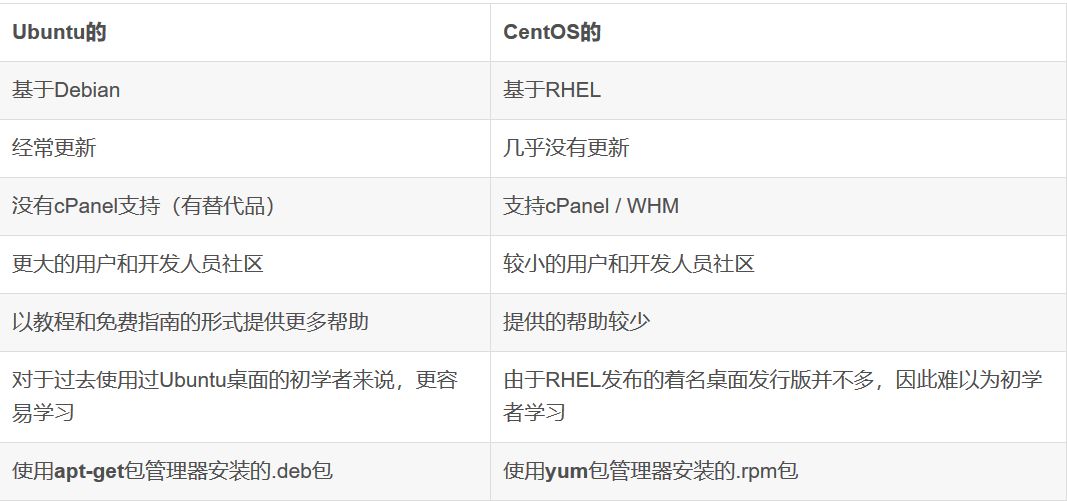 Ubuntu的
CentOS的
基于Debian
基于RHEL
经常更新
几乎没有更新
没有cPanel支持（有替代品）
支持cPanel / WHM
更大的用户和开发人员社区
较小的用户和开发人员社区
以教程和免费指南的形式提供更多帮助
提供的帮助较少
对于过去使用过Ubuntu桌面的初学者来说，更容
易学习
由于RHEL发布的着名桌面发行版并不多，因此难以为初学
者学习
使用apt-get包管理器安装的.deb包
使用yum包管理器安装的.rpm包